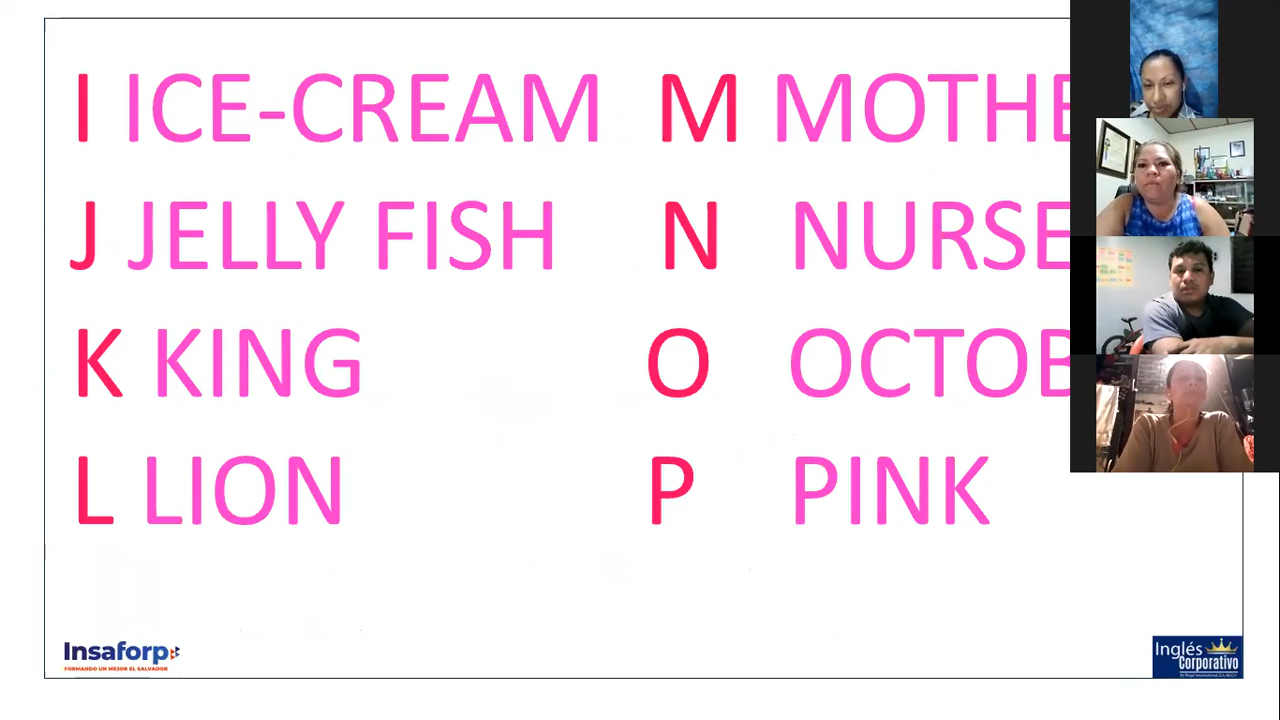 I ICE-CREAM M MOTHE
J JELLY FISH N NURSE
K KING O OCTOB
L LION P PINK
Insaforp
FORMANDO UN MEJOR EL SALVADOR
Inglés
Corporativo